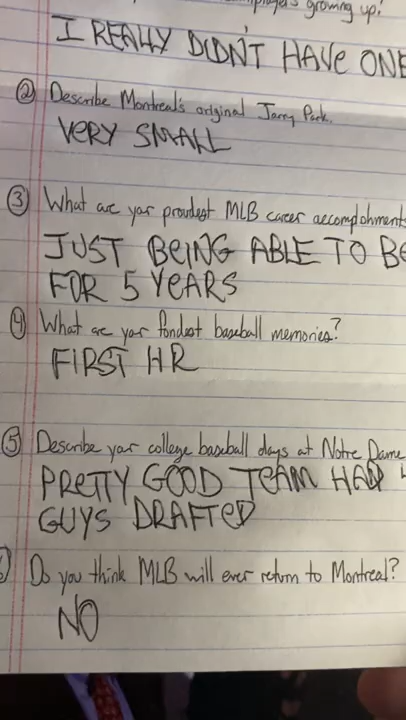 growing up?
I REALLY DIDN'T HAVE ONE
② Describe Montreal's original Jarry Park.
VERY SMALL
③ What are your proudest MLB career accomplishments
JUST BEING ABLE TO BE
FOR 5 YEARS
④ What are your fondest baseball memories?
FIRST HR
⑤ Describe your college baseball days at Notre Dame
PRETTY GOOD TEAM HAD 4
GUYS DRAFTED
Do you think MLB will ever return to Montreal?
NO